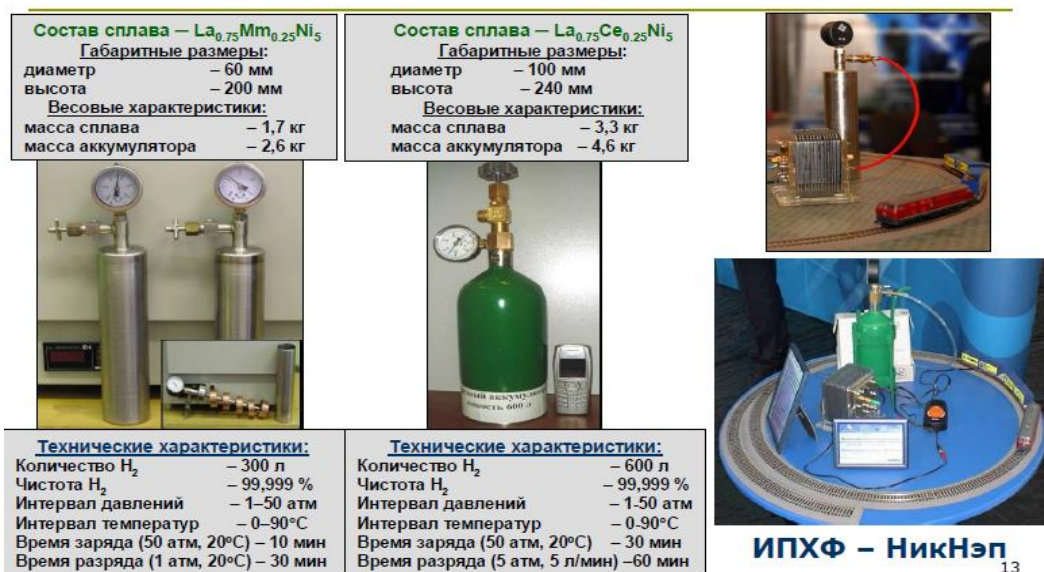 Состав сплава — La0.75Mm0.25Ni5
Габаритные размеры:
диаметр – 60 мм
высота – 200 мм
Весовые характеристики:
масса сплава – 1,7 кг
масса аккумулятора – 2,6 кг
Состав сплава — La0.75Ce0.25Ni5
Габаритные размеры:
диаметр – 100 мм
высота – 240 мм
Весовые характеристики:
масса сплава – 3,3 кг
масса аккумулятора – 4,6 кг
Технические характеристики:
Количество H2 – 300 л
Чистота H2 – 99,999 %
Интервал давлений – 1–50 атм
Интервал температур – 0–90°C
Время заряда (50 атм, 20°C) – 10 мин
Время разряда (1 атм, 20°C) – 30 мин
600 л
Технические характеристики:
Количество H2 – 600 л
Чистота H2 – 99,999 %
Интервал давлений – 1-50 атм
Интервал температур – 0-90°C
Время заряда (50 атм, 20°C) – 30 мин
Время разряда (5 атм, 5 л/мин) –60 мин
ИПХФ – НикНэп
13